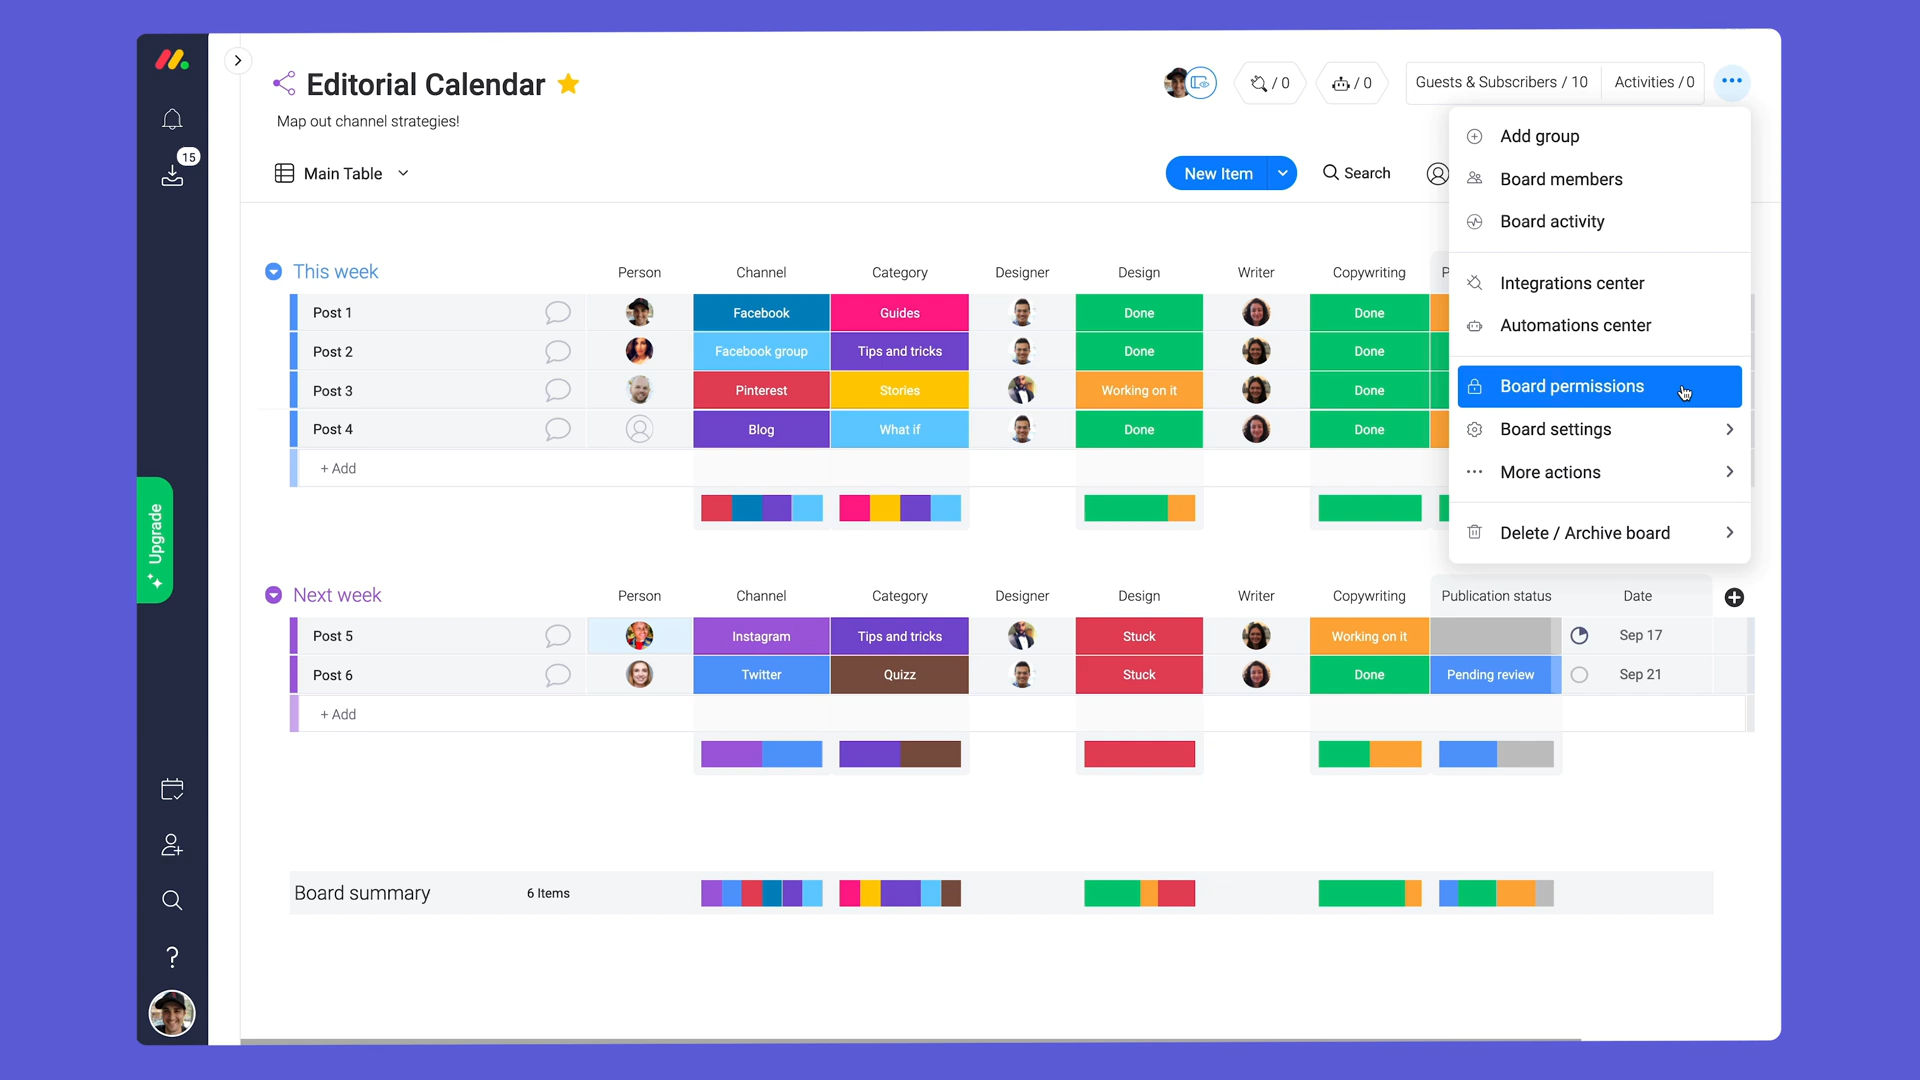 Editorial Calendar
Map out channel strategies!
/ 0
/ 0
Guests & Subscribers / 10
Activities / 0
15
Main Table
New Item
Search
Add group
Board members
Board activity
Integrations center
Automations center
Board permissions
Board settings
More actions
Delete / Archive board
This week
Person Channel Category Designer Design Writer Copywriting P
Post 1 Facebook Guides Done Done
Post 2 Facebook group Tips and tricks Done Done
Post 3 Pinterest Stories Working on it Done
Post 4 Blog What if Done Done
+ Add
Upgrade
Next week
Person Channel Category Designer Design Writer Copywriting Publication status Date
Post 5 Instagram Tips and tricks Stuck Working on it Sep 17
Post 6 Twitter Quizz Stuck Done Pending review Sep 21
+ Add
Board summary 6 Items